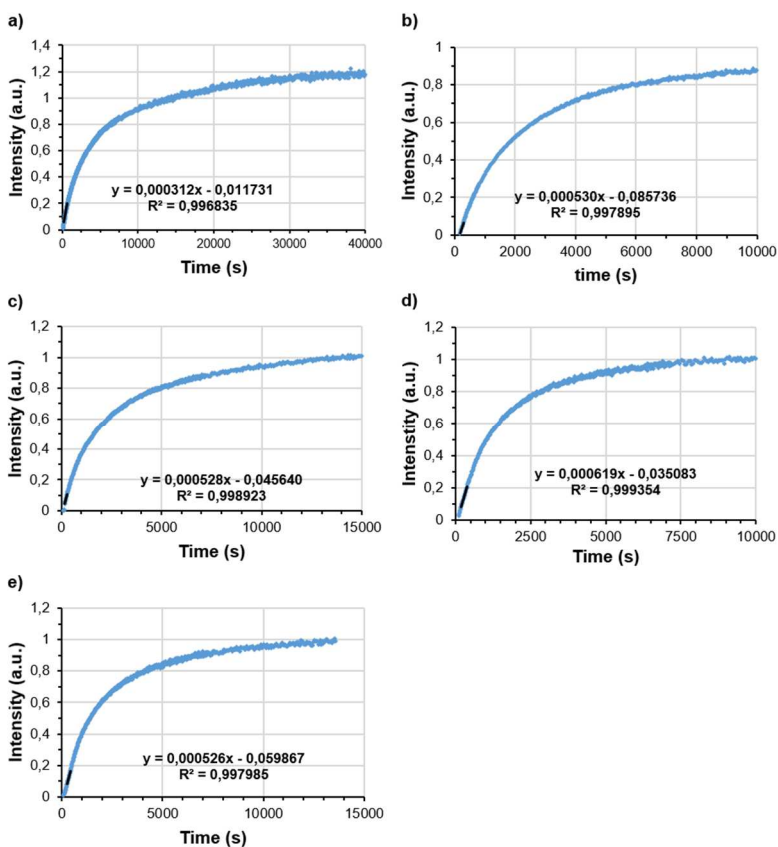 a)
1,4
1,2
1,0
0,8
0,6
0,4
0,2
0
Intensity (a.u.)
y = 0,000312x - 0,011731
R² = 0,996835
0 10000 20000 30000 40000
Time (s)
b)
1
0,8
0,6
0,4
0,2
0
Intensity (a.u.)
y = 0,000530x - 0,085736
R² = 0,997895
0 2000 4000 6000 8000 10000
time (s)
c)
1,2
1
0,8
0,6
0,4
0,2
0
Intensity (a.u.)
y = 0,000528x - 0,045640
R² = 0,998923
0 5000 10000 15000
Time (s)
d)
1,2
1
0,8
0,6
0,4
0,2
0
Intenstity (a.u.)
y = 0,000619x - 0,035083
R² = 0,999354
0 2500 5000 7500 10000
Time (s)
e)
1,2
1
0,8
0,6
0,4
0,2
0
Intensity (a.u.)
y = 0,000526x - 0,059867
R² = 0,997985
0 5000 10000 15000
Time (s)